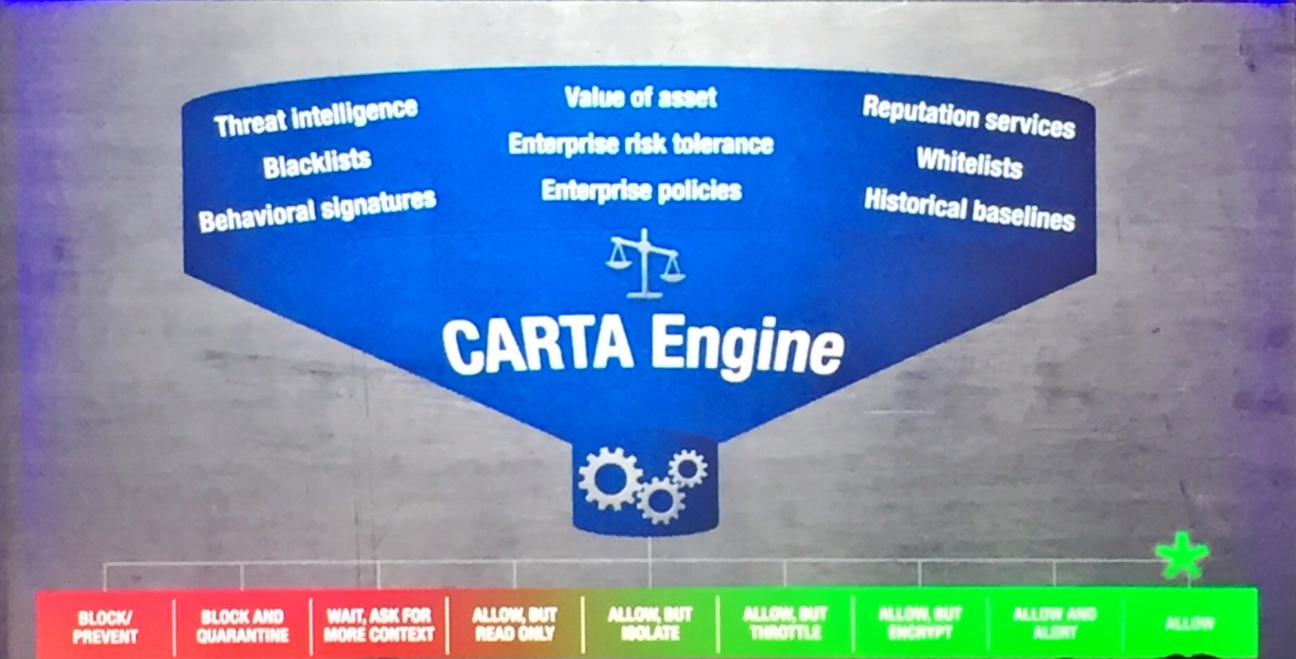 Threat intelligence
Blacklists
Behavioral signatures
Value of asset
Enterprise risk tolerance
Enterprise policies
Reputation services
Whitelists
Historical baselines
CARTA Engine
BLOCK/
PREVENT
BLOCK AND
QUARANTINE
WAIT, ASK FOR
MORE CONTEXT
ALLOW, BUT
READ ONLY
ALLOW, BUT
ISOLATE
ALLOW, BUT
THROTTLE
ALLOW, BUT
ENCRYPT
ALLOW AND
ALERT
ALLOW